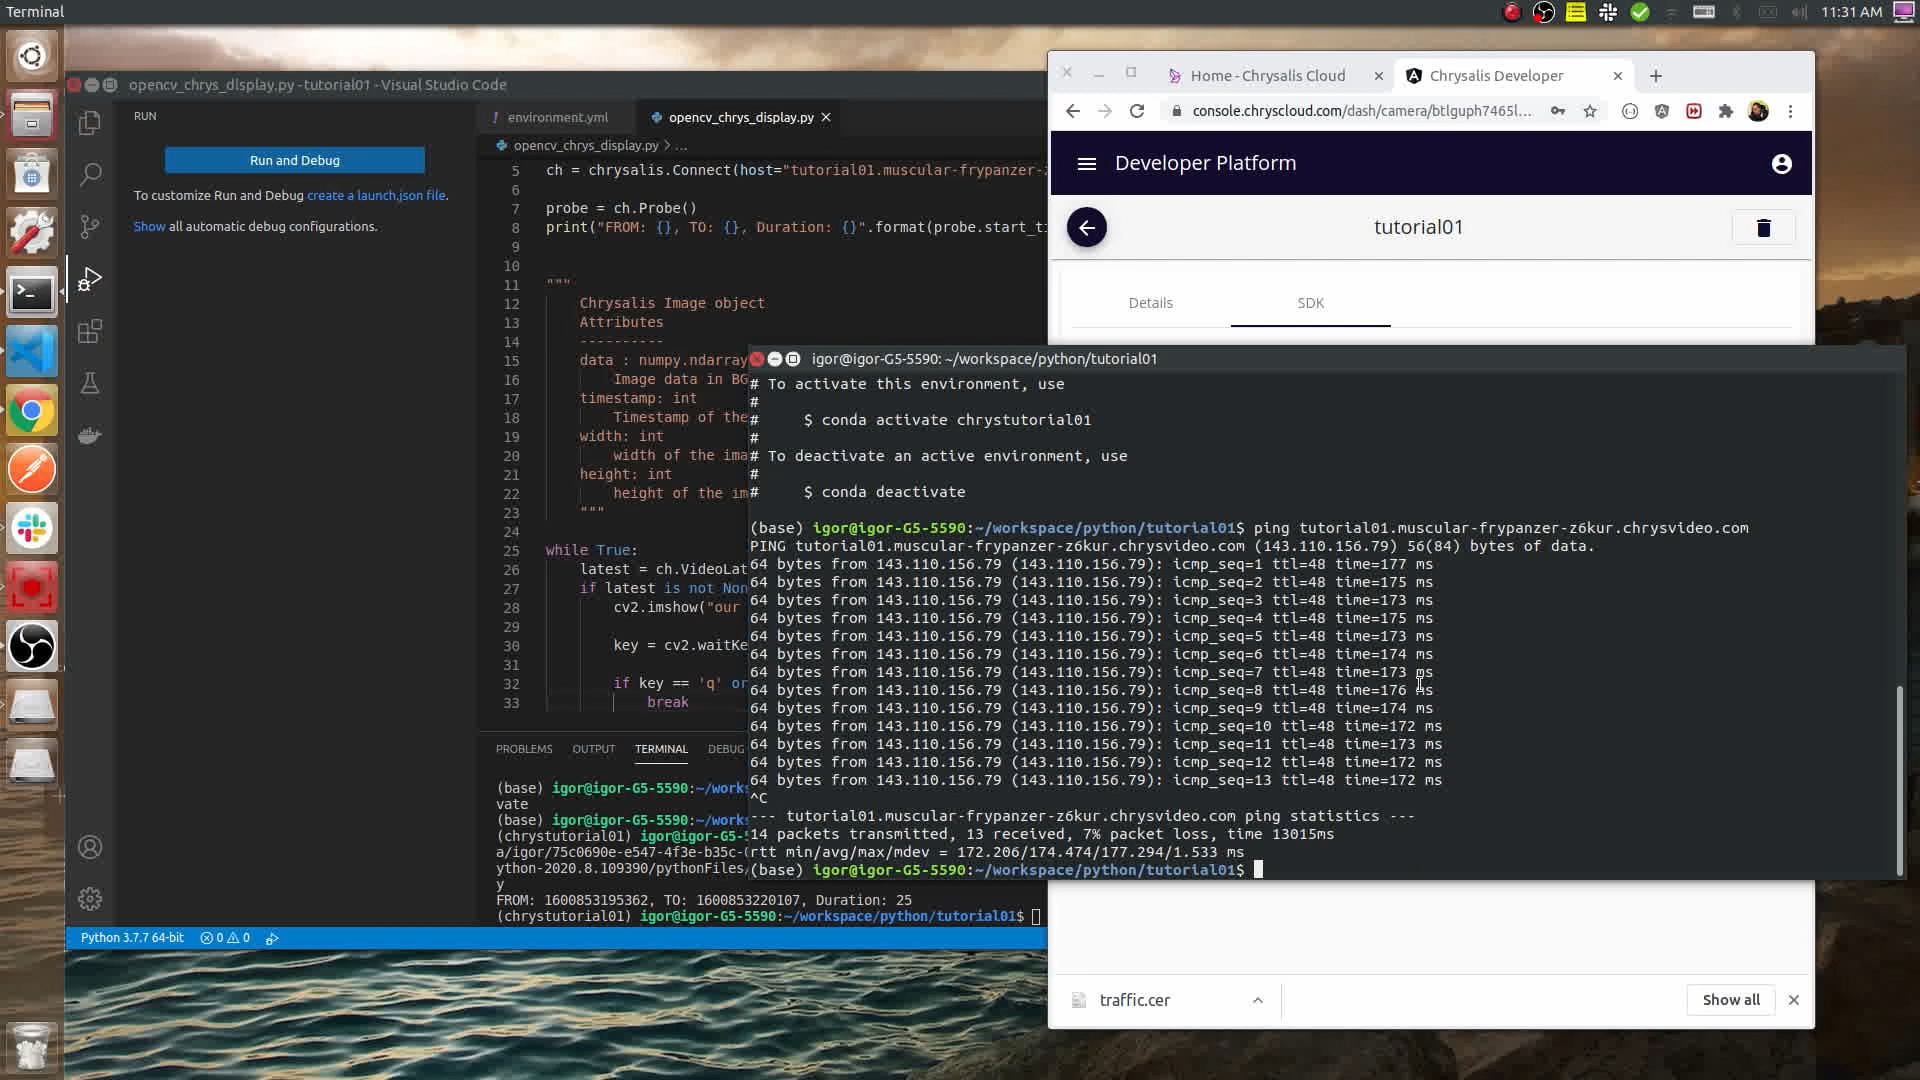 Terminal
11:31 AM
opencv_chrys_dIsplay.py - tutorial01 - Visual Studio Code
RUN
Run and Debug
To customize Run and Debug create a launch.json file.
Show all automatic debug configurations.
! environment.yml
opencv_chrys_display.py
opencv_chrys_display.py > ...
5 ch = chrysalis.Connect(host="tutorial01.muscular-frypanzer-
6
7 probe = ch.Probe()
8 print("FROM: {}, TO: {}, Duration: {}".format(probe.start_ti
9
10
11 """
12 Chrysalis Image object
13 Attributes
14 ----------
15 data : numpy.ndarray
16 Image data in BG
17 timestamp: int
18 Timestamp of the
19 width: int
20 width of the ima
21 height: int
22 height of the im
23 """
24
25 while True:
26 latest = ch.VideoLat
27 if latest is not Non
28 cv2.imshow("our
29
30 key = cv2.waitKe
31
32 if key == 'q' or
33 break
PROBLEMS OUTPUT TERMINAL DEBUG
(base) igor@igor-G5-5590:~/works
vate
(base) igor@igor-G5-5590:~/works
(chrystutorial01) igor@igor-G5-5
a/igor/75c0690e-e547-4f3e-b35c-
ython-2020.8.109390/pythonFiles/
y
FROM: 1600853195362, TO: 1600853220107, Duration: 25
(chrystutorial01) igor@igor-G5-5590:~/workspace/python/tutorial01$
Python 3.7.7 64-bit 0 0
Home - Chrysalis Cloud
Chrysalis Developer
console.chryscloud.com/dash/camera/btlguph7465l...
Developer Platform
tutorial01
Details
SDK
igor@igor-G5-5590: ~/workspace/python/tutorial01
# To activate this environment, use
#
# $ conda activate chrystutorial01
#
# To deactivate an active environment, use
#
# $ conda deactivate
(base) igor@igor-G5-5590:~/workspace/python/tutorial01$ ping tutorial01.muscular-frypanzer-z6kur.chrysvideo.com
PING tutorial01.muscular-frypanzer-z6kur.chrysvideo.com (143.110.156.79) 56(84) bytes of data.
64 bytes from 143.110.156.79 (143.110.156.79): icmp_seq=1 ttl=48 time=177 ms
64 bytes from 143.110.156.79 (143.110.156.79): icmp_seq=2 ttl=48 time=175 ms
64 bytes from 143.110.156.79 (143.110.156.79): icmp_seq=3 ttl=48 time=173 ms
64 bytes from 143.110.156.79 (143.110.156.79): icmp_seq=4 ttl=48 time=175 ms
64 bytes from 143.110.156.79 (143.110.156.79): icmp_seq=5 ttl=48 time=173 ms
64 bytes from 143.110.156.79 (143.110.156.79): icmp_seq=6 ttl=48 time=174 ms
64 bytes from 143.110.156.79 (143.110.156.79): icmp_seq=7 ttl=48 time=173 ms
64 bytes from 143.110.156.79 (143.110.156.79): icmp_seq=8 ttl=48 time=176 ms
64 bytes from 143.110.156.79 (143.110.156.79): icmp_seq=9 ttl=48 time=174 ms
64 bytes from 143.110.156.79 (143.110.156.79): icmp_seq=10 ttl=48 time=172 ms
64 bytes from 143.110.156.79 (143.110.156.79): icmp_seq=11 ttl=48 time=173 ms
64 bytes from 143.110.156.79 (143.110.156.79): icmp_seq=12 ttl=48 time=172 ms
64 bytes from 143.110.156.79 (143.110.156.79): icmp_seq=13 ttl=48 time=172 ms
^C
--- tutorial01.muscular-frypanzer-z6kur.chrysvideo.com ping statistics ---
14 packets transmitted, 13 received, 7% packet loss, time 13015ms
rtt min/avg/max/mdev = 172.206/174.474/177.294/1.533 ms
(base) igor@igor-G5-5590:~/workspace/python/tutorial01$
traffic.cer
Show all